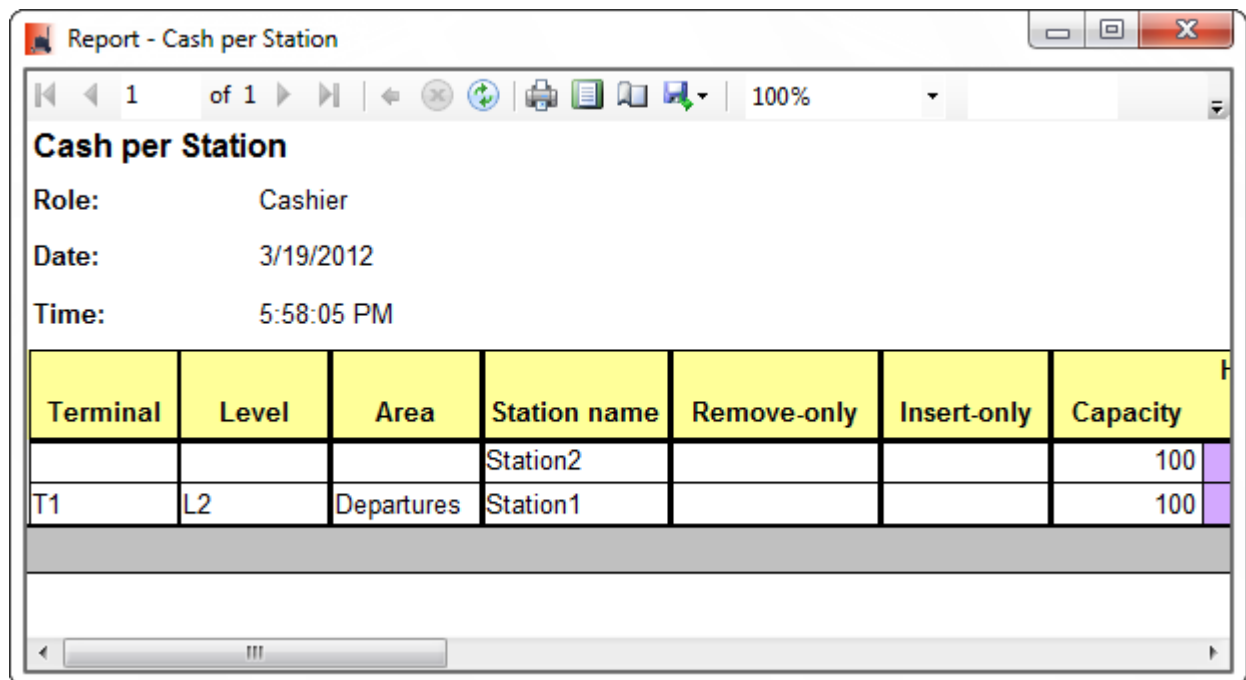 Report - Cash per Station
1 of 1 100%
Cash per Station
Role: Cashier
Date: 3/19/2012
Time: 5:58:05 PM
Terminal Level Area Station name Remove-only Insert-only Capacity
Station2 100
T1 L2 Departures Station1 100